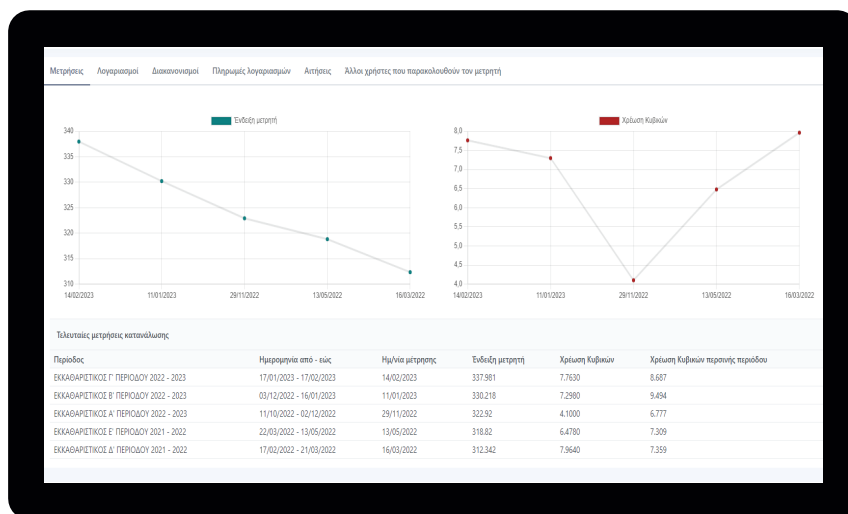 Μετρήσεις Λογαριασμοί Διακανονισμοί Πληρωμές λογαριασμών Αιτήσεις Άλλοι χρήστες που παρακολουθούν τον μετρητή
Ένδειξη μετρητή
340
335
330
325
320
315
310
14/02/2023 11/01/2023 29/11/2022 13/05/2022 16/03/2022
Χρέωση Κυβικών
8,0
7,5
7,0
6,5
6,0
5,5
5,0
4,5
4,0
14/02/2023 11/01/2023 29/11/2022 13/05/2022 16/03/2022
Τελευταίες μετρήσεις κατανάλωσης
Περίοδος Ημερομηνία από - εώς Ημ/νία μέτρησης Ένδειξη μετρητή Χρέωση Κυβικών Χρέωση Κυβικών περσινής περιόδου
ΕΚΚΑΘΑΡΙΣΤΙΚΟΣ Γ' ΠΕΡΙΟΔΟΥ 2022 - 2023 17/01/2023 - 17/02/2023 14/02/2023 337.981 7.7630 8.687
ΕΚΚΑΘΑΡΙΣΤΙΚΟΣ Β' ΠΕΡΙΟΔΟΥ 2022 - 2023 03/12/2022 - 16/01/2023 11/01/2023 330.218 7.2980 9.494
ΕΚΚΑΘΑΡΙΣΤΙΚΟΣ Α' ΠΕΡΙΟΔΟΥ 2022 - 2023 11/10/2022 - 02/12/2022 29/11/2022 322.92 4.1000 6.777
ΕΚΚΑΘΑΡΙΣΤΙΚΟΣ Ε' ΠΕΡΙΟΔΟΥ 2021 - 2022 22/03/2022 - 13/05/2022 13/05/2022 318.82 6.4780 7.309
ΕΚΚΑΘΑΡΙΣΤΙΚΟΣ Δ' ΠΕΡΙΟΔΟΥ 2021 - 2022 17/02/2022 - 21/03/2022 16/03/2022 312.342 7.9640 7.359